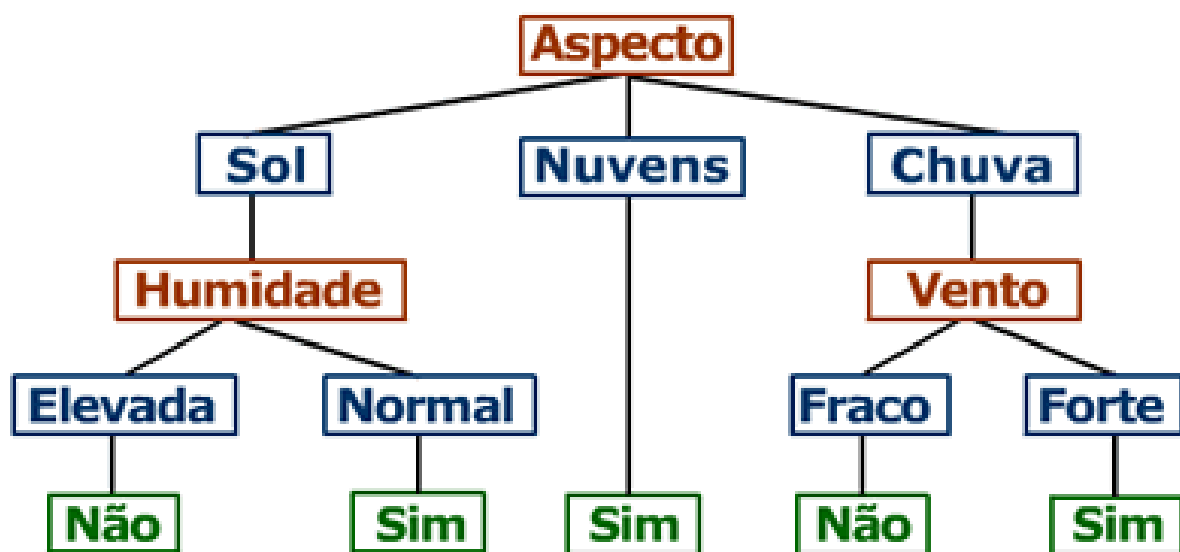 Aspecto
Sol Nuvens Chuva
Humidade Vento
Elevada Normal Fraco Forte
Não Sim Sim Não Sim